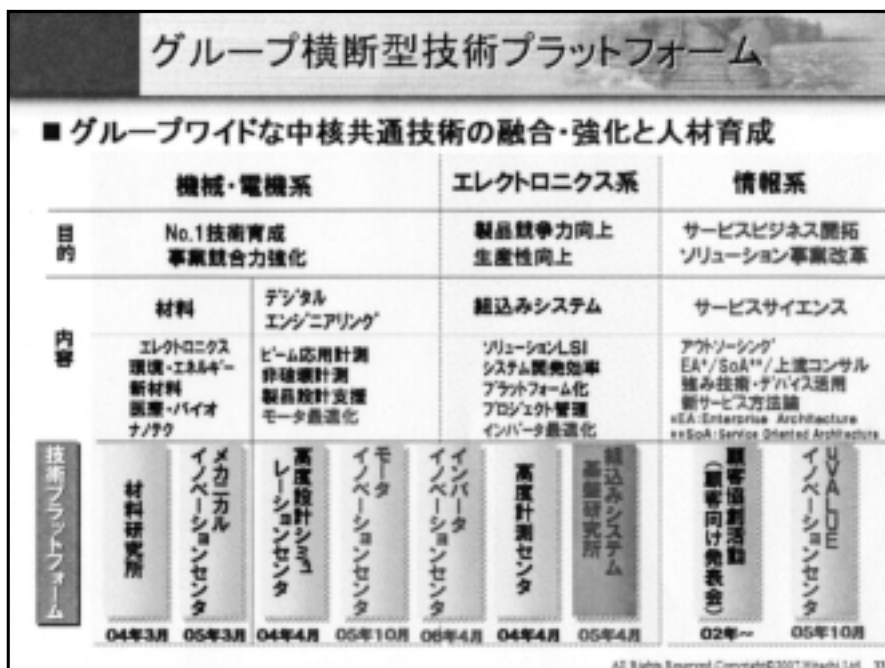 グループ横断型技術プラットフォーム
■ グループワイドな中核共通技術の融合・強化と人材育成
機械・電機系
エレクトロニクス系
情報系
目的
No.1技術育成
事業競合力強化
製品競争力向上
生産性向上
サービスビジネス開拓
ソリューション事業改革
内容
材料
デジタル
エンジニアリング
組込みシステム
サービスサイエンス
エレクトロニクス
環境・エネルギー
新材料
医療・バイオ
ナノテク
ビーム応用計測
非破壊計測
製品設計支援
モータ最適化
ソリューションLSI
システム開発効率
プラットフォーム化
プロジェクト管理
インバータ最適化
アウトソーシング
EA*/SoA**/上流コンサル
強み技術・デバイス活用
新サービス方法論
*EA:Enterprise Architecture
**SoA:Service Oriented Architecture
技術プラットフォーム
材料研究所
メカニカル
イノベーションセンタ
高度設計シミュ
レーションセンタ
モータ
イノベーションセンタ
インバータ
イノベーションセンタ
高度計測センタ
組込みシステム
基盤研究所
顧客協創活動
(顧客向け発表会)
uVALUE
イノベーションセンタ
04年3月
05年3月
04年4月
05年10月
06年4月
04年4月
05年4月
02年~
05年10月
All Rights Reserved Copyright©2007 Hitachi Ltd.